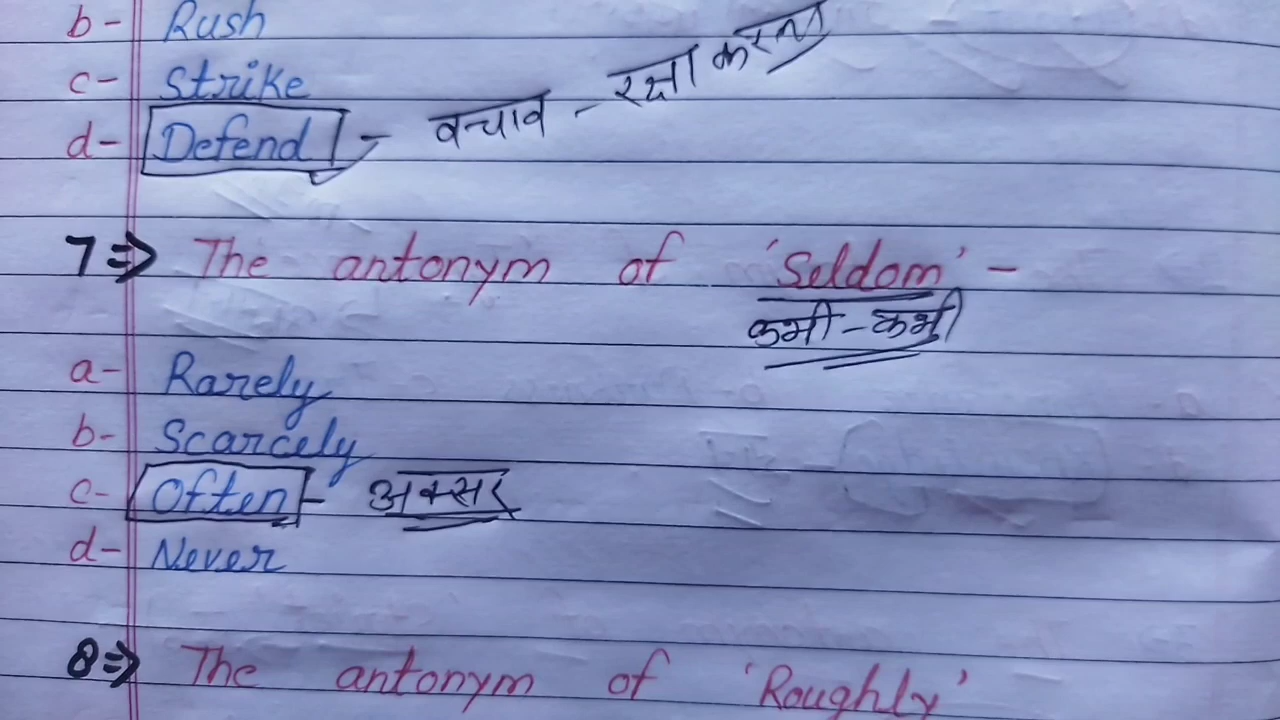 b- Rush
c- Strike
d- Defend - बचाव - रक्षा करना
7⇒ The antonym of 'Seldom' -
कभी-कभी
a- Rarely
b- Scarcely
c- Often - अक्सर
d- Never
8⇒ The antonym of 'Roughly'